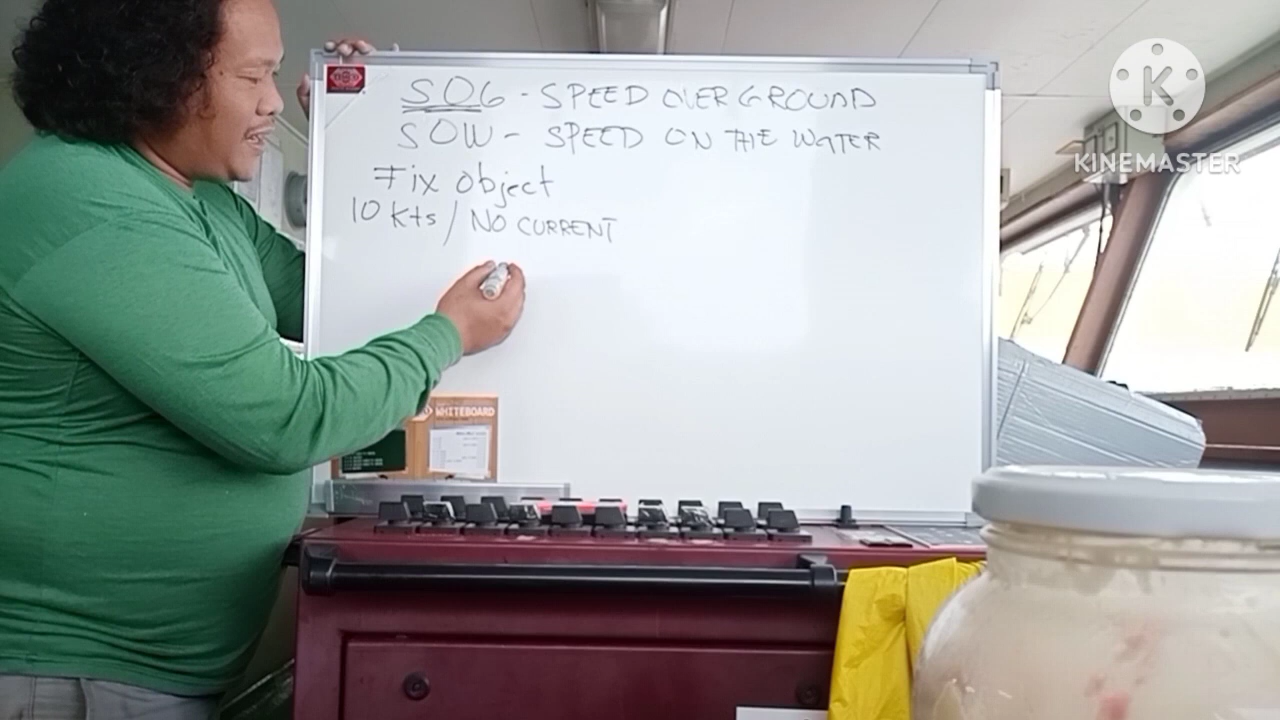 SOG - SPEED OVER GROUND
SOW - SPEED ON THE WATER
Fix object
10 Kts / NO CURRENT
K
KINEMASTER
WHITEBOARD